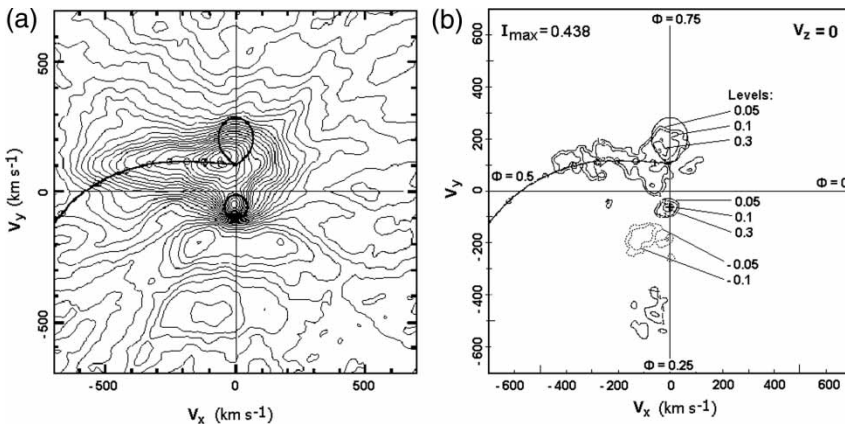 (a)
500
0
-500
V_y (km s⁻¹)
-500 0 500
V_x (km s⁻¹)
(b)
Φ = 0.75
I_max = 0.438
V_z = 0
Levels:
0.05
0.1
0.3
Φ = 0.5
Φ = 0
0.05
0.1
0.3
-0.05
-0.1
Φ = 0.25
600
400
200
0
-200
-400
-600
V_y (km s⁻¹)
-600 -400 -200 0 200 400 600
V_x (km s⁻¹)